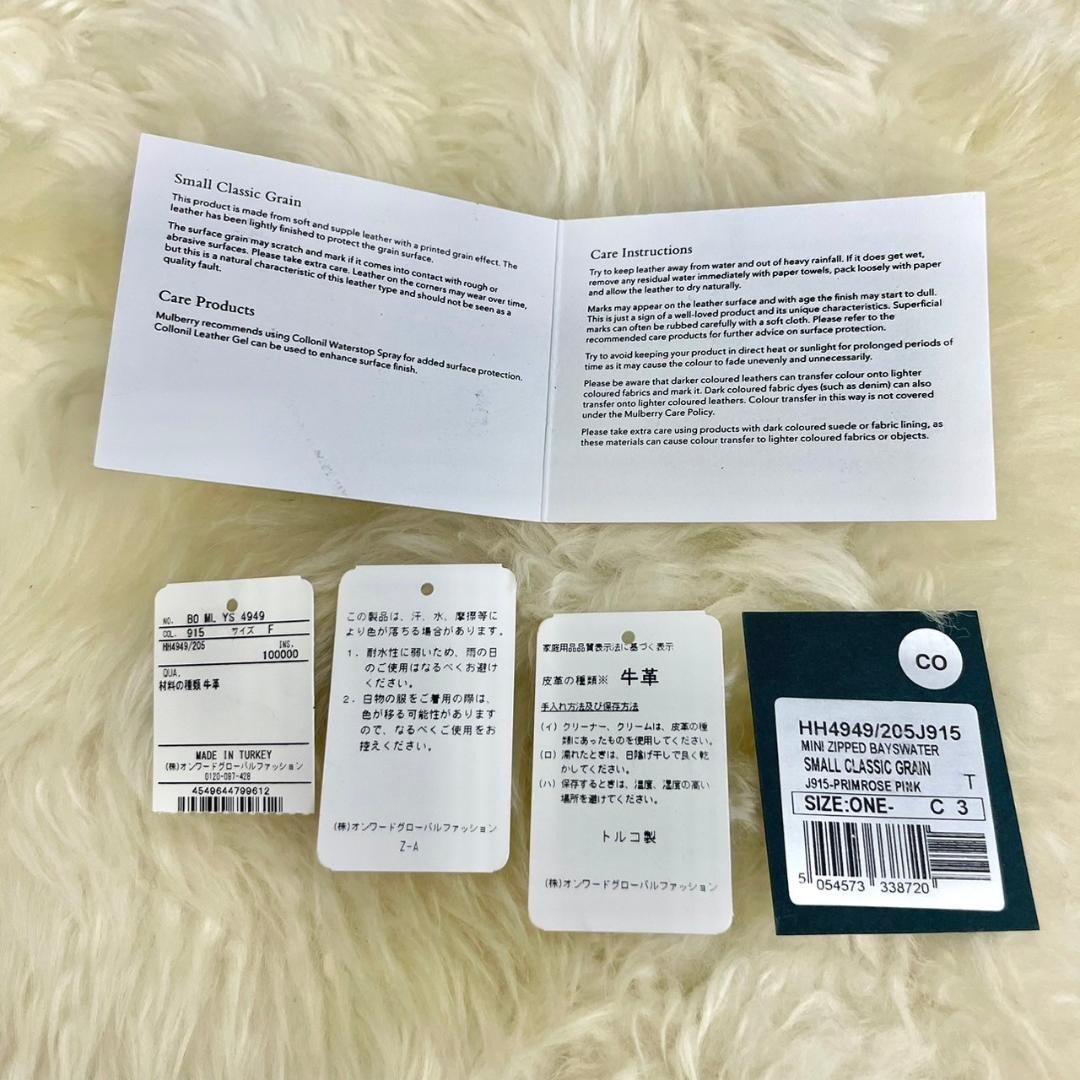 Small Classic Grain
This product is made from soft and supple leather with a printed grain effect. The
leather has been lightly finished to protect the grain surface.
The surface grain may scratch and mark if it comes into contact with rough or
abrasive surfaces. Please take extra care. Leather on the corners may wear over time,
but this is a natural characteristic of this leather type and should not be seen as a
quality fault.
Care Products
Mulberry recommends using Collonil Waterstop Spray for added surface protection.
Collonil Leather Gel can be used to enhance surface finish.
Care Instructions
Try to keep leather away from water and out of heavy rainfall. If it does get wet,
remove any residual water immediately with paper towels, pack loosely with paper
and allow the leather to dry naturally.
Marks may appear on the leather surface and with age the finish may start to dull.
This is just a sign of a well-loved product and its unique characteristics. Superficial
marks can often be rubbed carefully with a soft cloth. Please refer to the
recommended care products for further advice on surface protection.
Try to avoid keeping your product in direct heat or sunlight for prolonged periods of
time as it may cause the colour to fade unevenly and unnecessarily.
Please be aware that darker coloured leathers can transfer colour onto lighter
coloured fabrics and mark it. Dark coloured fabric dyes (such as denim) can also
transfer onto lighter coloured leathers. Colour transfer in this way is not covered
under the Mulberry Care Policy.
Please take extra care using products with dark coloured suede or fabric lining, as
these materials can cause colour transfer to lighter coloured fabrics or objects.
NO. BO ML YS 4949
COL. 915 サイズ F
HH4949/205 INS.
100000
QUA.
材料の種類 牛革
MADE IN TURKEY
(株)オンワードグローバルファッション
0120-087-428
4549644799612
この製品は、汗、水、摩擦等に
より色が落ちる場合があります。
1. 耐水性に弱いため、雨の日
のご使用はなるべくお避け
ください。
2. 白物の服をご着用の際は、
色が移る可能性があります
ので、なるべくご使用をお
控えください。
(株)オンワードグローバルファッション
Z-A
家庭用品品質表示法に基づく表示
皮革の種類※ 牛革
手入れ方法及び保存方法
(イ) クリーナー、クリームは、皮革の種
類にあったものを使用してください。
(ロ) 濡れたときは、日陰げ干しで良く乾
かしてください。
(ハ) 保存するときは、温度、湿度の高い
場所を避けてください。
トルコ製
(株)オンワードグローバルファッション
CO
HH4949/205J915
MINI ZIPPED BAYSWATER
SMALL CLASSIC GRAIN
J915-PRIMROSE PINK T
SIZE:ONE- C 3
5 054573 338720